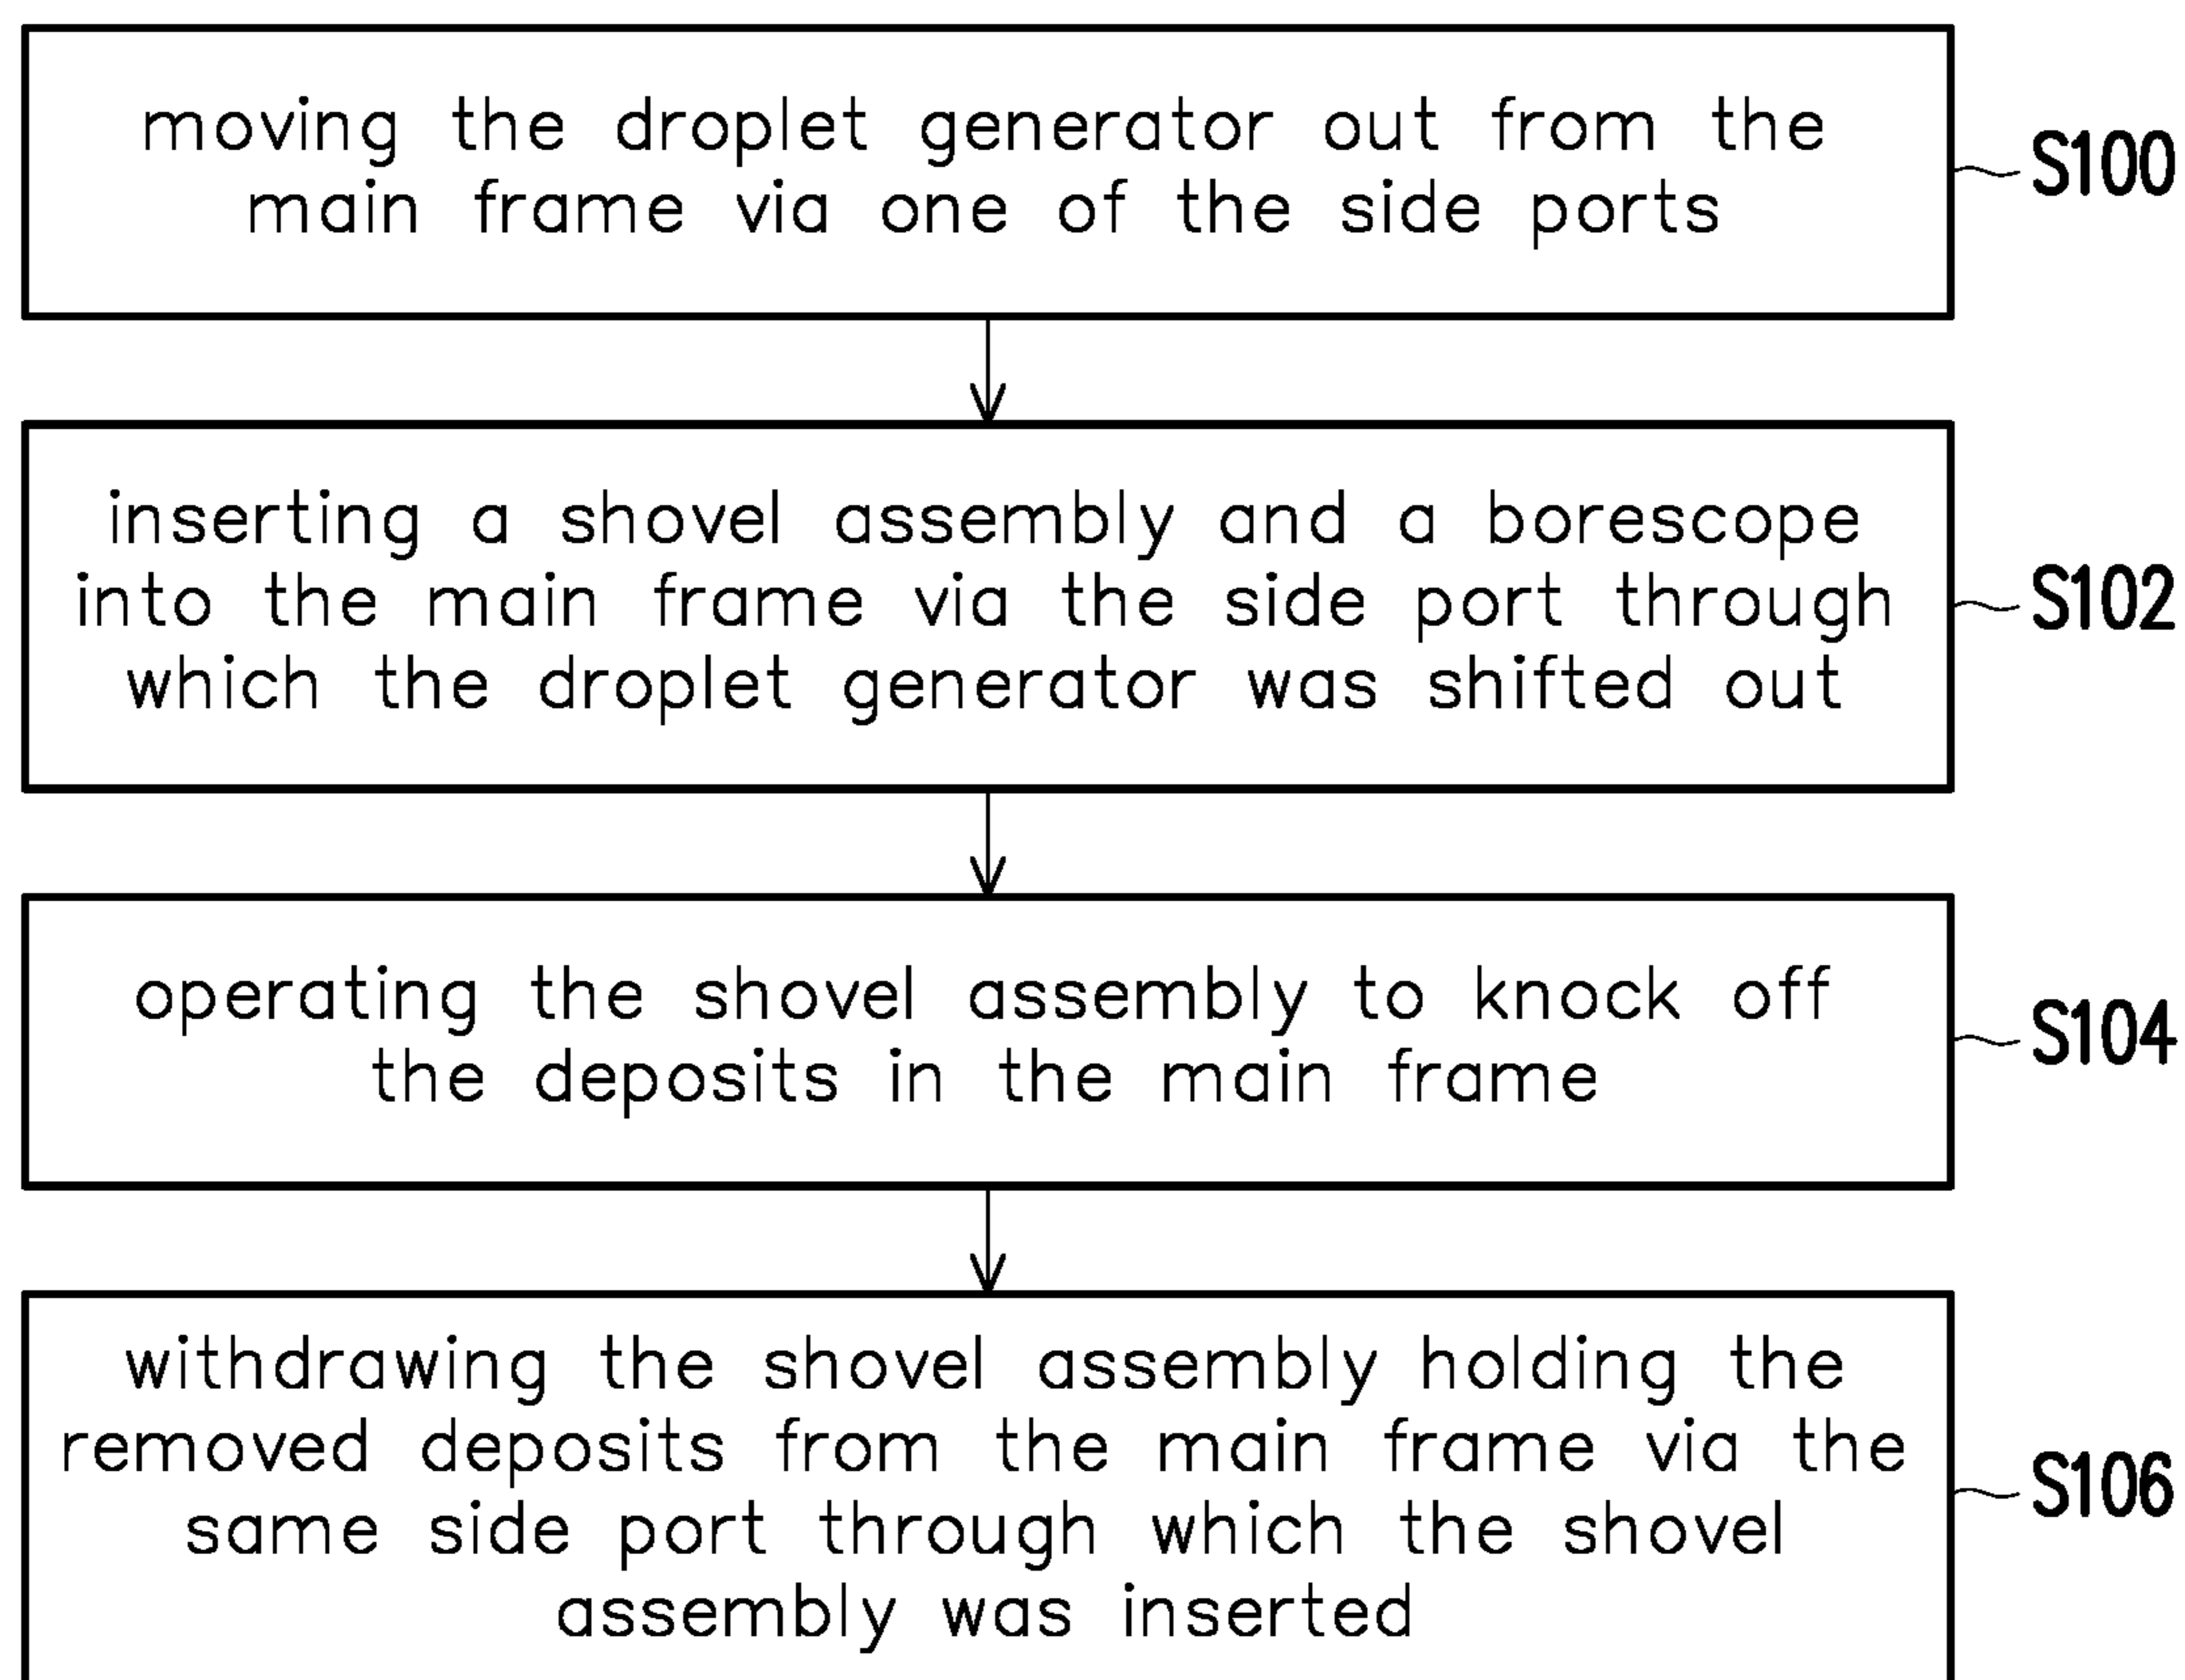 moving the droplet generator out from the
main frame via one of the side ports
S100
inserting a shovel assembly and a borescope
into the main frame via the side port through
which the droplet generator was shifted out
S102
operating the shovel assembly to knock off
the deposits in the main frame
S104
withdrawing the shovel assembly holding the
removed deposits from the main frame via the
same side port through which the shovel
assembly was inserted
S106